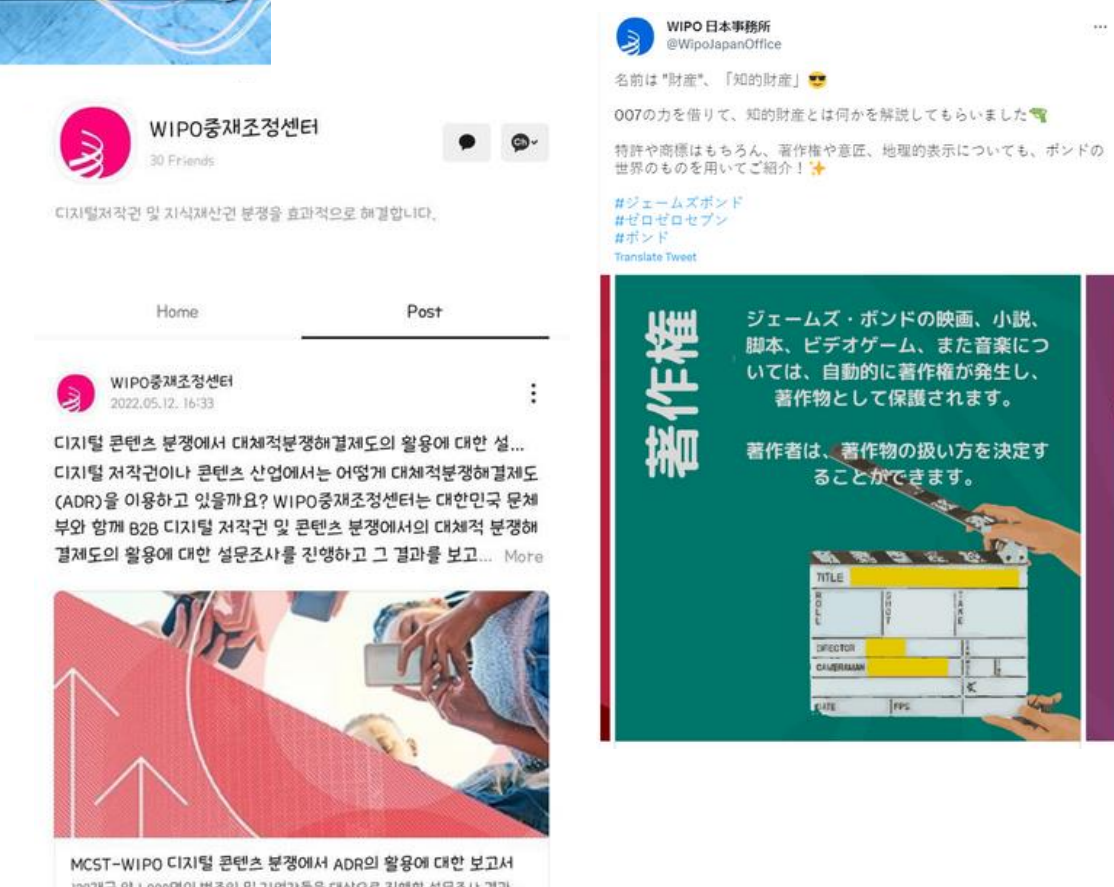 WIPO중재조정센터
30 Friends
디지털저작권 및 지식재산권 분쟁을 효과적으로 해결합니다.
Home
Post
WIPO중재조정센터
2022.05.12. 16:33
디지털 콘텐츠 분쟁에서 대체적분쟁해결제도의 활용에 대한 설...
디지털 저작권이나 콘텐츠 산업에서는 어떻게 대체적분쟁해결제도
(ADR)을 이용하고 있을까요? WIPO중재조정센터는 대한민국 문체
부와 함께 B2B 디지털 저작권 및 콘텐츠 분쟁에서의 대체적 분쟁해
결제도의 활용에 대한 설문조사를 진행하고 그 결과를 보고... More
MCST-WIPO 디지털 콘텐츠 분쟁에서 ADR의 활용에 대한 보고서
WIPO 日本事務所
@WipoJapanOffice
名前は "財産"、「知的財産」😎
007の力を借りて、知的財産とは何かを解説してもらいました🔫
特許や商標はもちろん、著作権や意匠、地理的表示についても、ボンドの
世界のものを用いてご紹介！✨
#ジェームズボンド
#ゼロゼロセブン
#ボンド
Translate Tweet
著作権
ジェームズ・ボンドの映画、小説、
脚本、ビデオゲーム、また音楽につ
いては、自動的に著作権が発生し、
著作物として保護されます。
著作者は、著作物の扱い方を決定す
ることができます。
TITLE
ROLL
SHOT
TAKE
DIRECTOR
CAMERAMAN
DATE
FPS